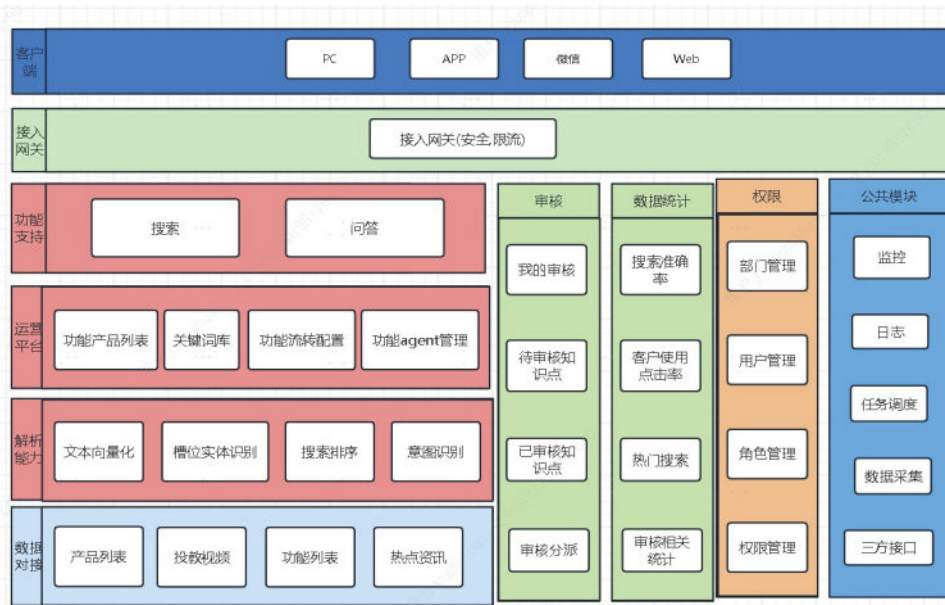 客户
端
PC
APP
微信
Web
接入
网关
接入网关(安全,限流)
功能
支持
搜索
问答
运营
平台
功能产品列表
关键词库
功能流转配置
功能agent管理
解析
能力
文本向量化
槽位实体识别
搜索排序
意图识别
数据
对接
产品列表
投教视频
功能列表
热点资讯
审核
我的审核
待审核知
识点
已审核知
识点
审核分派
数据统计
搜索准确
率
客户使用
点击率
热门搜索
审核相关
统计
权限
部门管理
用户管理
角色管理
权限管理
公共模块
监控
日志
任务调度
数据采集
三方接口